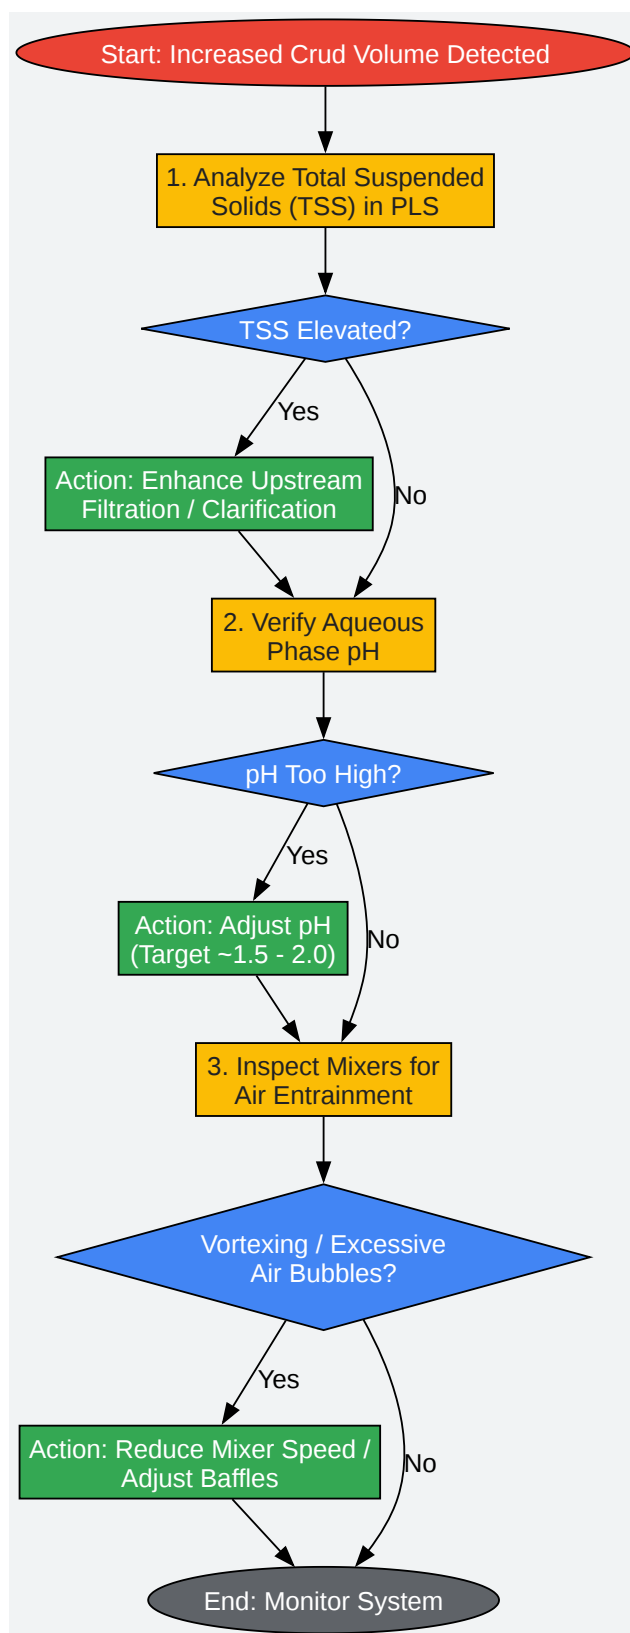 Start: Increased Crud Volume Detected
1. Analyze Total Suspended
Solids (TSS) in PLS
TSS Elevated?
Yes
Action: Enhance Upstream
Filtration / Clarification
No
2. Verify Aqueous
Phase pH
pH Too High?
Yes
Action: Adjust pH
(Target ~1.5 - 2.0)
No
3. Inspect Mixers for
Air Entrainment
Vortexing / Excessive
Air Bubbles?
Yes
Action: Reduce Mixer Speed /
Adjust Baffles
No
End: Monitor System